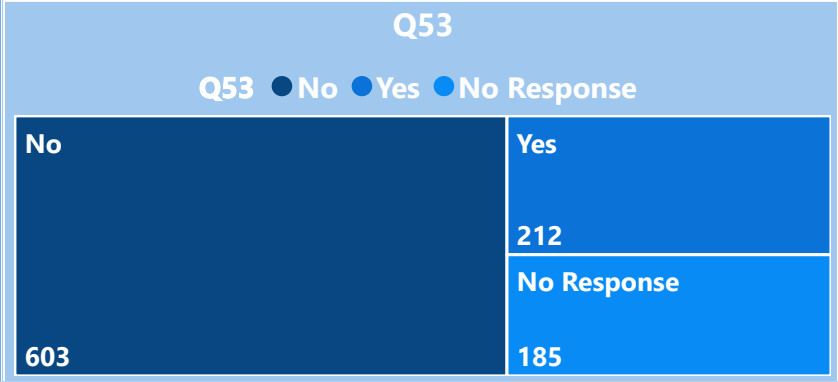 Q53
Q53 No Yes No Response
No
603
Yes
212
No Response
185